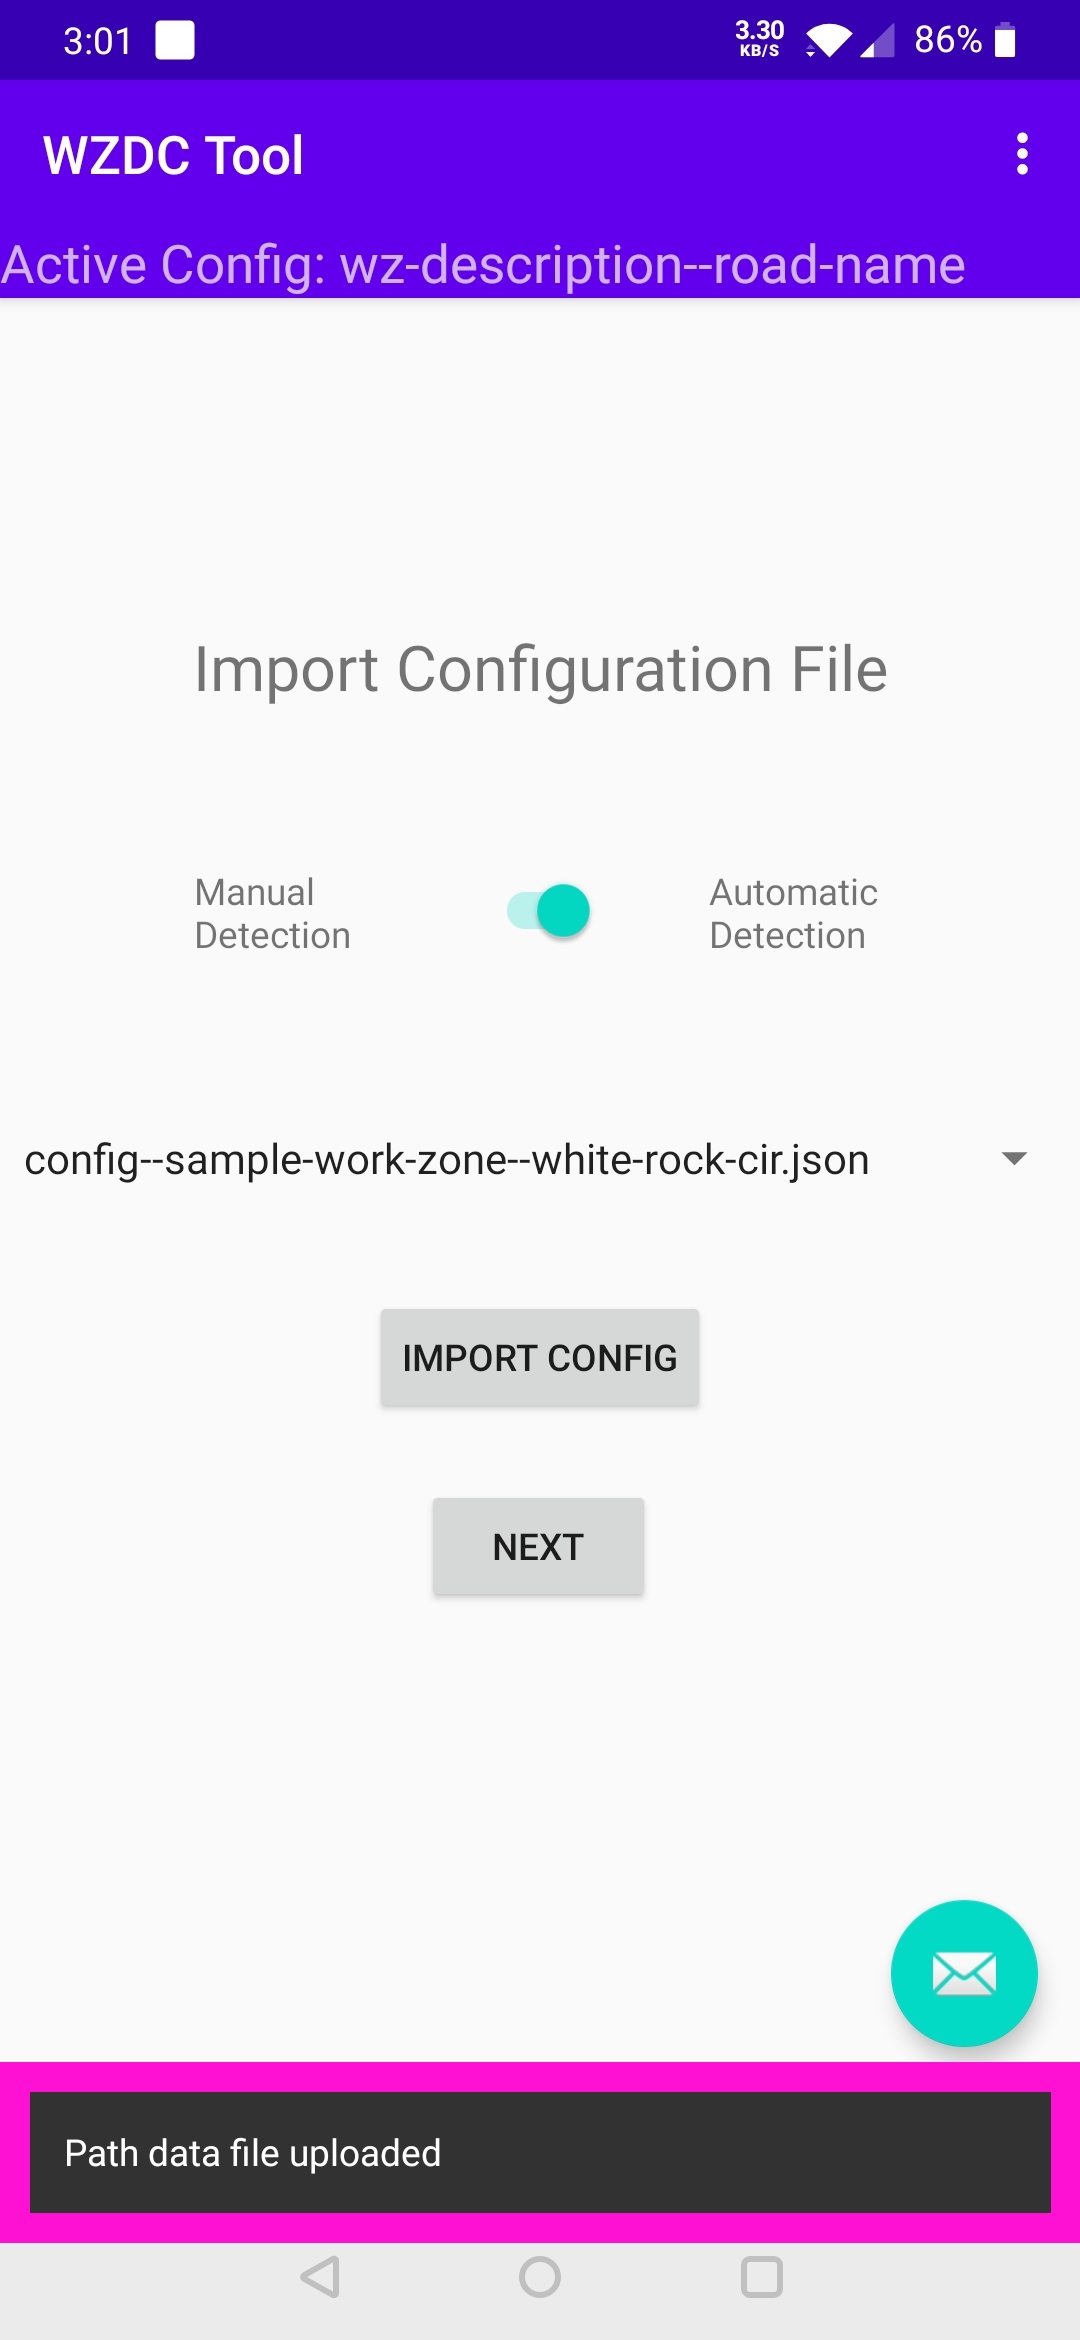 3:01
3.30
KB/S
86%
WZDC Tool
Active Config: wz-description--road-name
Import Configuration File
Manual
Detection
Automatic
Detection
config--sample-work-zone--white-rock-cir.json
IMPORT CONFIG
NEXT
Path data file uploaded